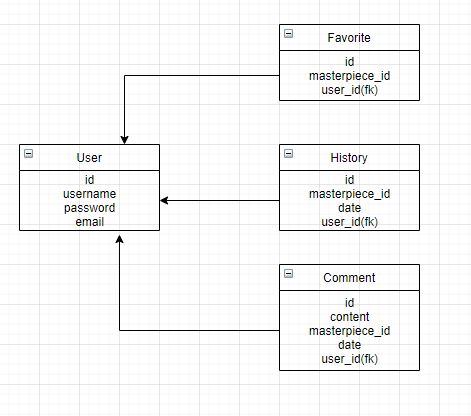 Favorite
id
masterpiece_id
user_id(fk)
User
id
username
password
email
History
id
masterpiece_id
date
user_id(fk)
Comment
id
content
masterpiece_id
date
user_id(fk)